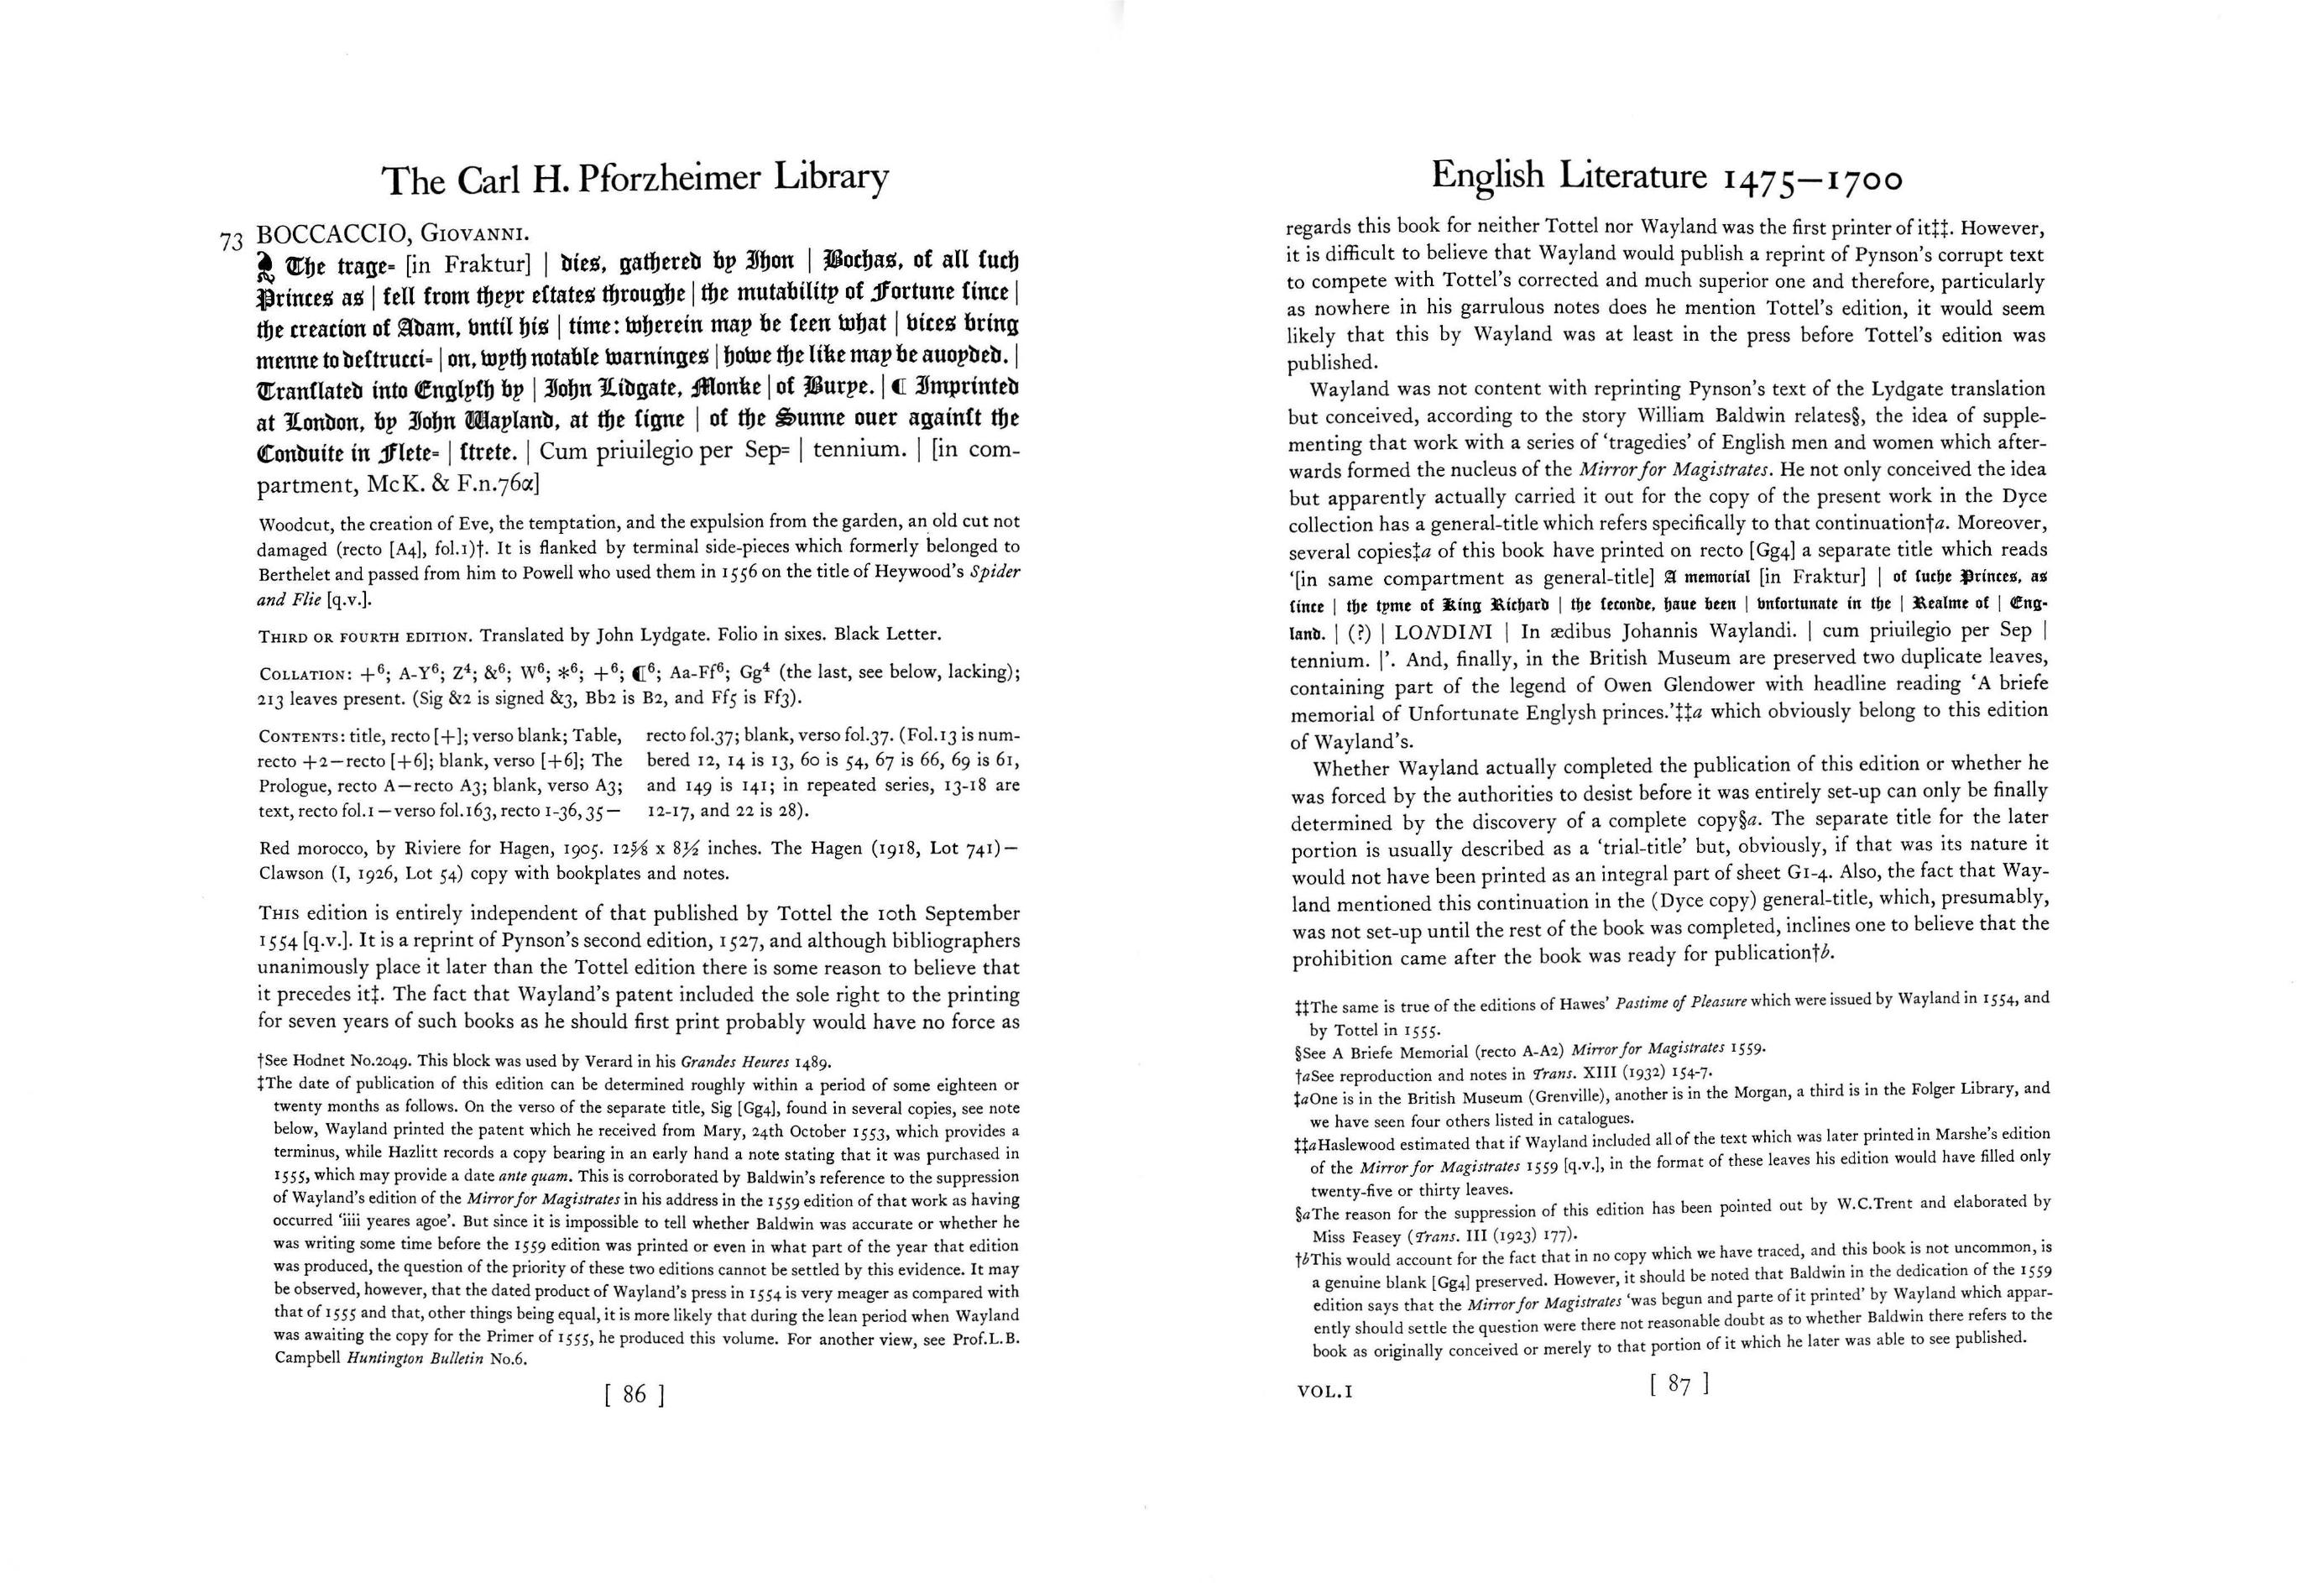 The Carl H. Pforzheimer Library
73 BOCCACCIO, GIOVANNI.
❧ The trage= [in Fraktur] | dies, gathered by Jhon | Bochas, of all ſuch
Princes as | fell from theyr eſtates throughe | the mutability of Fortune ſince |
the creacion of Adam, vntil his | time: wherein may be ſeen what | vices bring
menne to deſtrucci= | on, wyth notable warninges | howe the like may be auoyded. |
Tranſlated into Englyſh by | John Lidgate, Monke | of Burye. | ¶ Imprinted
at London, by John Wayland, at the ſigne | of the Sunne ouer againſt the
Conduite in Flete= | ſtrete. | Cum priuilegio per Sep= | tennium. | [in com-
partment, McK. & F.n.76α]
Woodcut, the creation of Eve, the temptation, and the expulsion from the garden, an old cut not
damaged (recto [A4], fol.1)†. It is flanked by terminal side-pieces which formerly belonged to
Berthelet and passed from him to Powell who used them in 1556 on the title of Heywood's Spider
and Flie [q.v.].
THIRD OR FOURTH EDITION. Translated by John Lydgate. Folio in sixes. Black Letter.
COLLATION: +⁶; A-Y⁶; Z⁴; &⁶; W⁶; *⁶; +⁶; ¶⁶; Aa-Ff⁶; Gg⁴ (the last, see below, lacking);
213 leaves present. (Sig &2 is signed &3, Bb2 is B2, and Ff5 is Ff3).
CONTENTS: title, recto [+]; verso blank; Table,
recto +2—recto [+6]; blank, verso [+6]; The
Prologue, recto A—recto A3; blank, verso A3;
text, recto fol.1—verso fol.163, recto 1-36, 35—
recto fol.37; blank, verso fol.37. (Fol.13 is num-
bered 12, 14 is 13, 60 is 54, 67 is 66, 69 is 61,
and 149 is 141; in repeated series, 13-18 are
12-17, and 22 is 28).
Red morocco, by Riviere for Hagen, 1905. 12⅝ x 8½ inches. The Hagen (1918, Lot 741)—
Clawson (I, 1926, Lot 54) copy with bookplates and notes.
THIS edition is entirely independent of that published by Tottel the 10th September
1554 [q.v.]. It is a reprint of Pynson's second edition, 1527, and although bibliographers
unanimously place it later than the Tottel edition there is some reason to believe that
it precedes it‡. The fact that Wayland's patent included the sole right to the printing
for seven years of such books as he should first print probably would have no force as
†See Hodnet No.2049. This block was used by Verard in his Grandes Heures 1489.
‡The date of publication of this edition can be determined roughly within a period of some eighteen or
twenty months as follows. On the verso of the separate title, Sig [Gg4], found in several copies, see note
below, Wayland printed the patent which he received from Mary, 24th October 1553, which provides a
terminus, while Hazlitt records a copy bearing in an early hand a note stating that it was purchased in
1555, which may provide a date ante quam. This is corroborated by Baldwin's reference to the suppression
of Wayland's edition of the Mirror for Magistrates in his address in the 1559 edition of that work as having
occurred 'iiii yeares agoe'. But since it is impossible to tell whether Baldwin was accurate or whether he
was writing some time before the 1559 edition was printed or even in what part of the year that edition
was produced, the question of the priority of these two editions cannot be settled by this evidence. It may
be observed, however, that the dated product of Wayland's press in 1554 is very meager as compared with
that of 1555 and that, other things being equal, it is more likely that during the lean period when Wayland
was awaiting the copy for the Primer of 1555, he produced this volume. For another view, see Prof.L.B.
Campbell Huntington Bulletin No.6.
[ 86 ]
English Literature 1475—1700
regards this book for neither Tottel nor Wayland was the first printer of it‡‡. However,
it is difficult to believe that Wayland would publish a reprint of Pynson's corrupt text
to compete with Tottel's corrected and much superior one and therefore, particularly
as nowhere in his garrulous notes does he mention Tottel's edition, it would seem
likely that this by Wayland was at least in the press before Tottel's edition was
published.
Wayland was not content with reprinting Pynson's text of the Lydgate translation
but conceived, according to the story William Baldwin relates§, the idea of supple-
menting that work with a series of 'tragedies' of English men and women which after-
wards formed the nucleus of the Mirror for Magistrates. He not only conceived the idea
but apparently actually carried it out for the copy of the present work in the Dyce
collection has a general-title which refers specifically to that continuation†a. Moreover,
several copies‡a of this book have printed on recto [Gg4] a separate title which reads
'[in same compartment as general-title] A memorial [in Fraktur] | of ſuche Princes, as
ſince | the tyme of King Richard | the ſeconde, haue been | vnfortunate in the | Realme of | Eng-
land. | (?) | LONDINI | In ædibus Johannis Waylandi. | cum priuilegio per Sep |
tennium. |'. And, finally, in the British Museum are preserved two duplicate leaves,
containing part of the legend of Owen Glendower with headline reading 'A briefe
memorial of Unfortunate Englysh princes.'‡‡a which obviously belong to this edition
of Wayland's.
Whether Wayland actually completed the publication of this edition or whether he
was forced by the authorities to desist before it was entirely set-up can only be finally
determined by the discovery of a complete copy§a. The separate title for the later
portion is usually described as a 'trial-title' but, obviously, if that was its nature it
would not have been printed as an integral part of sheet G1-4. Also, the fact that Way-
land mentioned this continuation in the (Dyce copy) general-title, which, presumably,
was not set-up until the rest of the book was completed, inclines one to believe that the
prohibition came after the book was ready for publication†b.
‡‡The same is true of the editions of Hawes' Pastime of Pleasure which were issued by Wayland in 1554, and
by Tottel in 1555.
§See A Briefe Memorial (recto A-A2) Mirror for Magistrates 1559.
†aSee reproduction and notes in Trans. XIII (1932) 154-7.
‡aOne is in the British Museum (Grenville), another is in the Morgan, a third is in the Folger Library, and
we have seen four others listed in catalogues.
‡‡aHaslewood estimated that if Wayland included all of the text which was later printed in Marshe's edition
of the Mirror for Magistrates 1559 [q.v.], in the format of these leaves his edition would have filled only
twenty-five or thirty leaves.
§aThe reason for the suppression of this edition has been pointed out by W.C.Trent and elaborated by
Miss Feasey (Trans. III (1923) 177).
†bThis would account for the fact that in no copy which we have traced, and this book is not uncommon, is
a genuine blank [Gg4] preserved. However, it should be noted that Baldwin in the dedication of the 1559
edition says that the Mirror for Magistrates 'was begun and parte of it printed' by Wayland which appar-
ently should settle the question were there not reasonable doubt as to whether Baldwin there refers to the
book as originally conceived or merely to that portion of it which he later was able to see published.
VOL.I
[ 87 ]